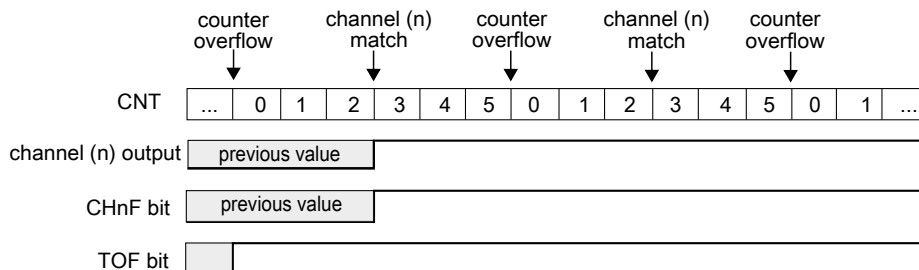 counter overflow
channel (n) match
counter overflow
channel (n) match
counter overflow
CNT ... 0 1 2 3 4 5 0 1 2 3 4 5 0 1 ...
channel (n) output previous value
CHnF bit previous value
TOF bit